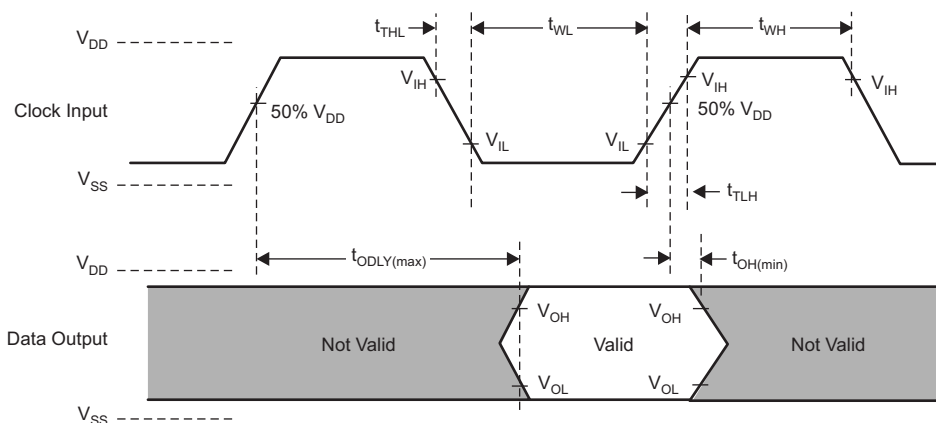 t_THL t_WL t_WH
V_DD
V_IH V_IH V_IH
Clock Input 50% V_DD 50% V_DD
V_IL V_IL
V_SS t_TLH
V_DD t_ODLY(max) t_OH(min)
V_OH V_OH
Data Output Not Valid Valid Not Valid
V_OL V_OL
V_SS